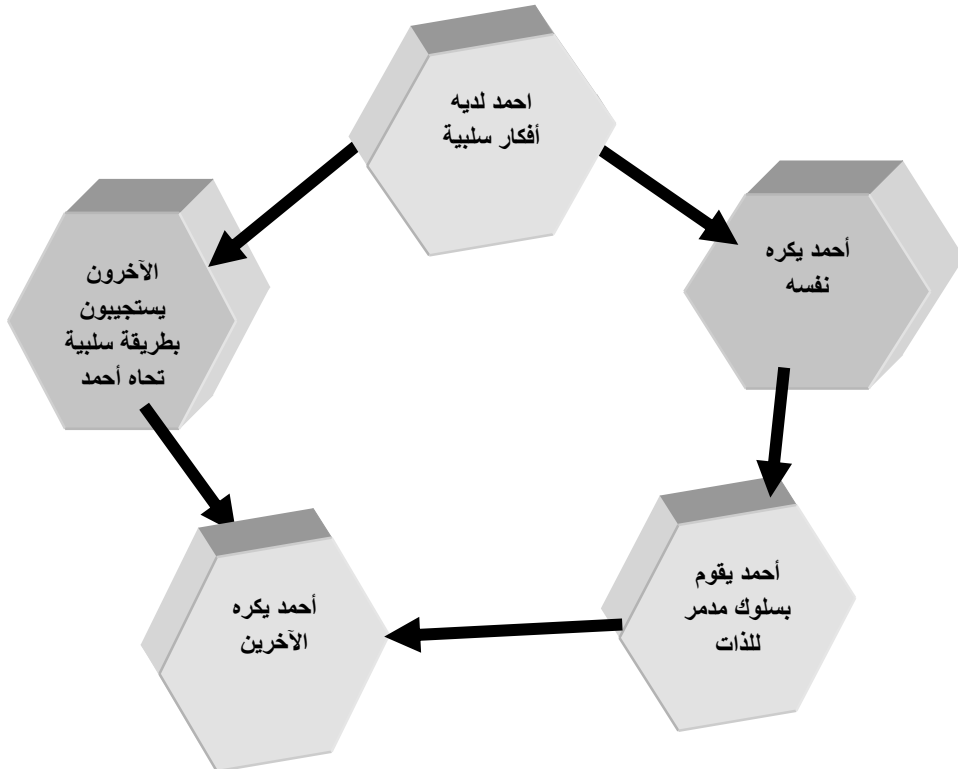 احمد لديه
أفكار سلبية
أحمد يكره
نفسه
الآخرون
يستجيبون
بطريقة سلبية
تحاه أحمد
أحمد يقوم
بسلوك مدمر
للذات
أحمد يكره
الآخرين